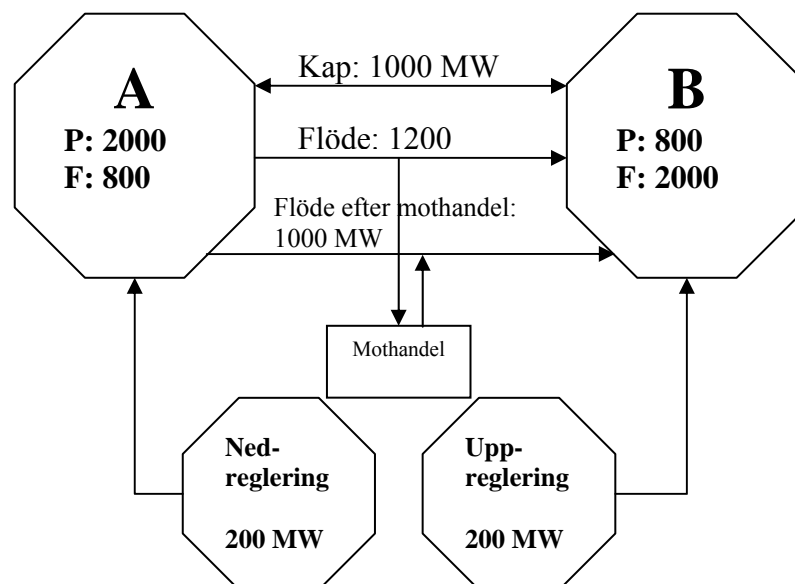 A
P: 2000
F: 800
Kap: 1000 MW
Flöde: 1200
Flöde efter mothandel:
1000 MW
B
P: 800
F: 2000
Mothandel
Ned-
reglering
200 MW
Upp-
reglering
200 MW